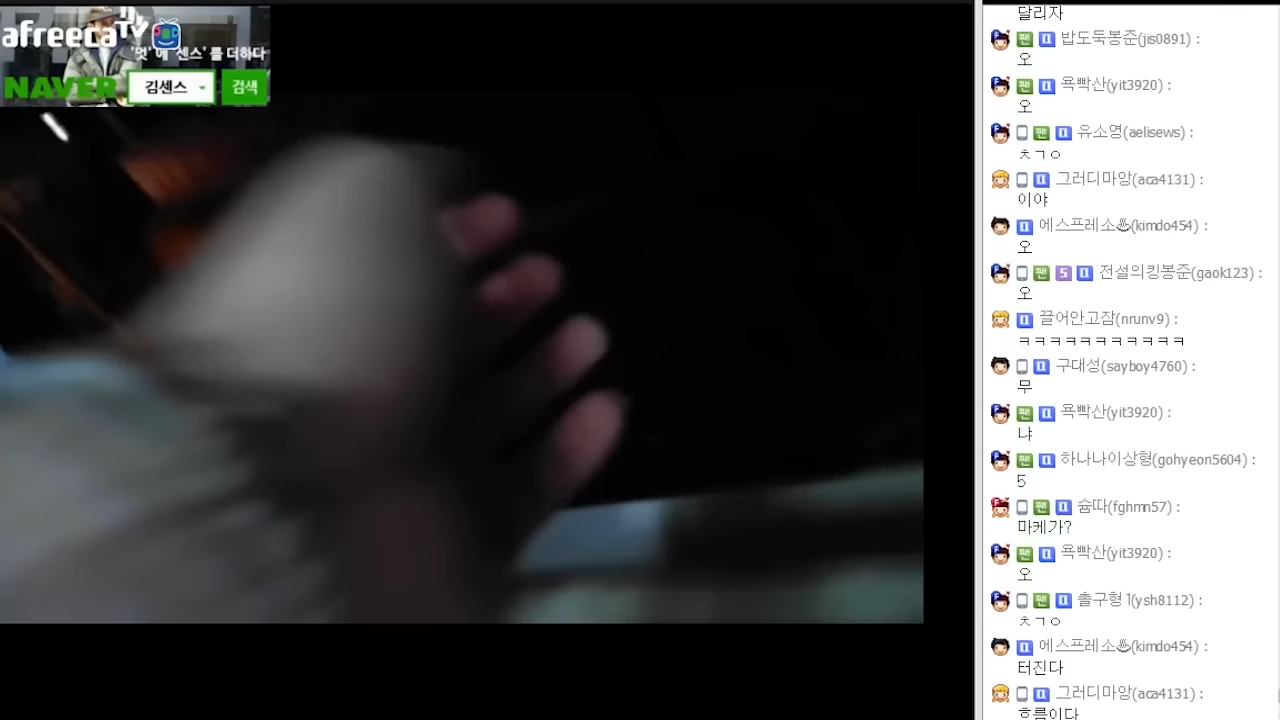 afreecaTV
'멋'에 '센스'를 더하다
NAVER 김센스 검색
달리자
밥도둑봉준(jis0891) :
오
욕빡산(yit3920) :
오
유소영(aelisews) :
ㅊㄱㅇ
그러디마앙(aca4131) :
이야
에스프레소♨(kimdo454) :
오
전설의킹봉준(gaok123) :
오
끌어안고잠(nrunv9) :
ㅋㅋㅋㅋㅋㅋㅋㅋㅋㅋㅋ
구대성(sayboy4760) :
무
욕빡산(yit3920) :
냐
하나나이상형(gohyeon5604) :
5
슘따(fghmn57) :
마케가?
욕빡산(yit3920) :
오
촐구형1(ysh8112) :
ㅊㄱㅇ
에스프레소♨(kimdo454) :
터진다
그러디마앙(aca4131) :
흐름이다